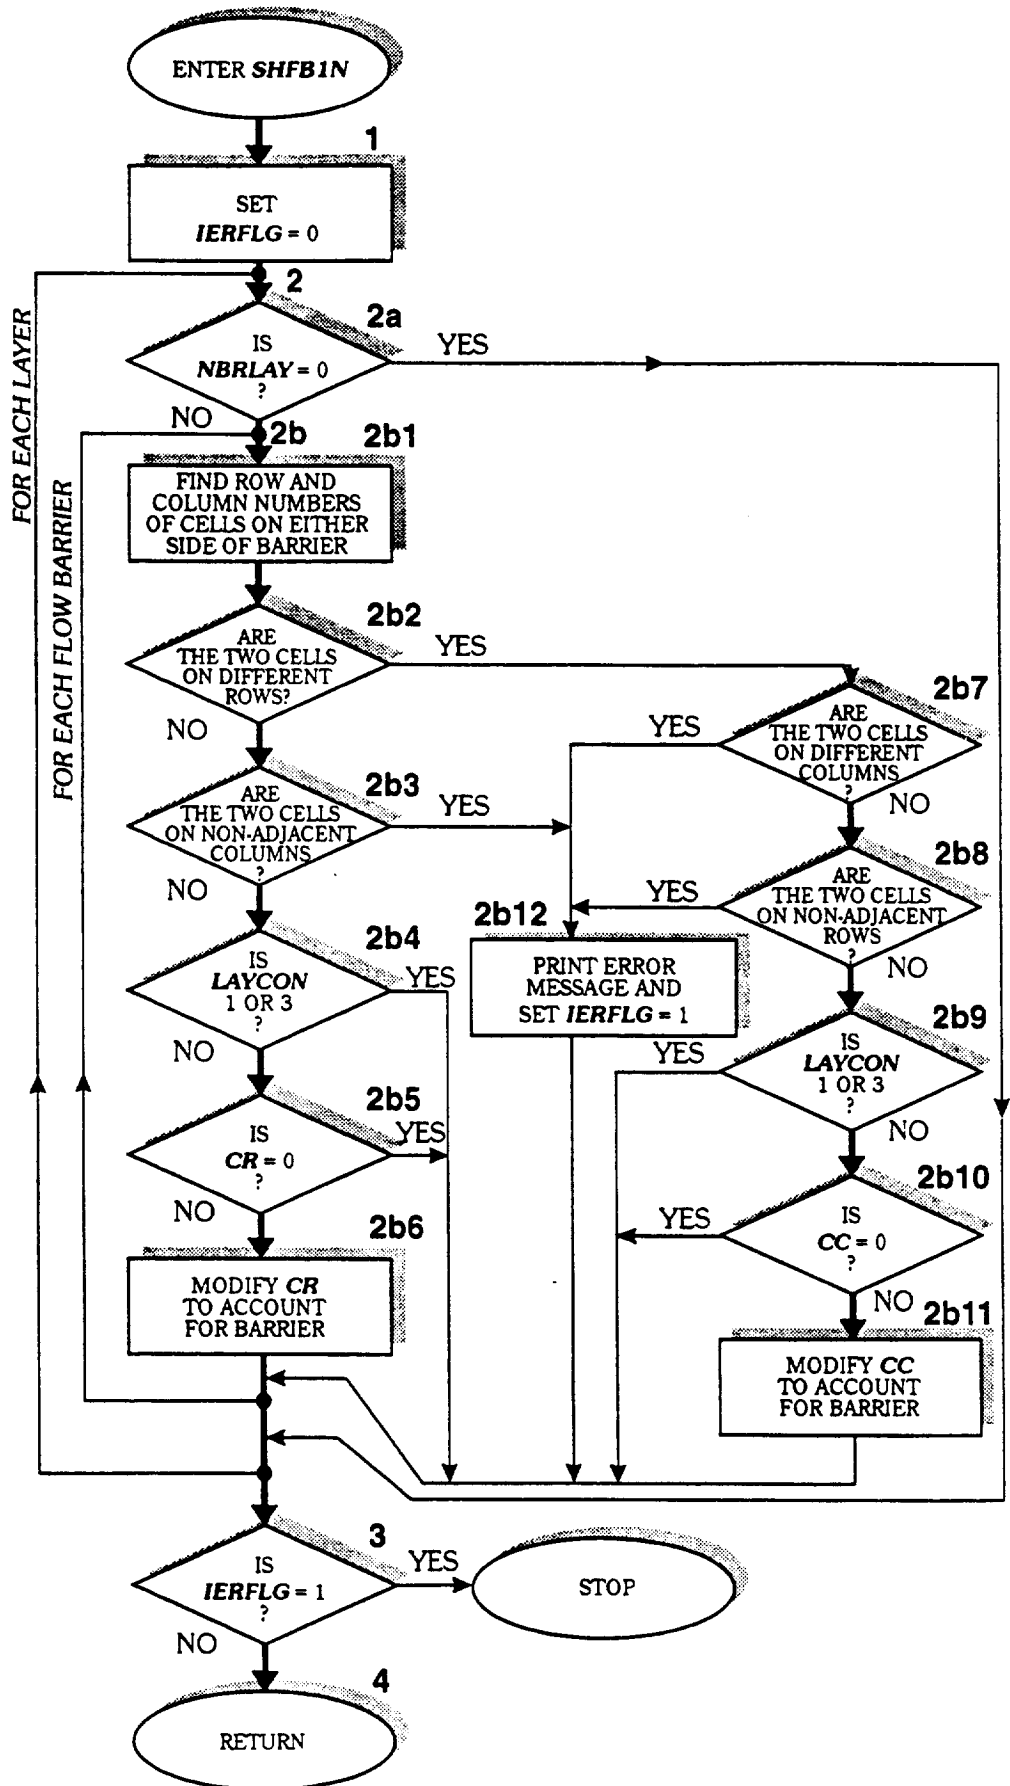 ENTER SHFB1N
1
SET
IERFLG = 0
2
2a
IS
NBRLAY = 0
?
YES
NO
FOR EACH LAYER
FOR EACH FLOW BARRIER
2b
2b1
FIND ROW AND
COLUMN NUMBERS
OF CELLS ON EITHER
SIDE OF BARRIER
2b2
ARE
THE TWO CELLS
ON DIFFERENT
ROWS?
YES
NO
2b3
ARE
THE TWO CELLS
ON NON-ADJACENT
COLUMNS
?
YES
NO
2b4
IS
LAYCON
1 OR 3
?
YES
NO
2b5
IS
CR = 0
?
YES
NO
2b6
MODIFY CR
TO ACCOUNT
FOR BARRIER
2b7
ARE
THE TWO CELLS
ON DIFFERENT
COLUMNS
?
YES
NO
2b8
ARE
THE TWO CELLS
ON NON-ADJACENT
ROWS
?
YES
NO
2b12
PRINT ERROR
MESSAGE AND
SET IERFLG = 1
2b9
IS
LAYCON
1 OR 3
?
YES
NO
2b10
IS
CC = 0
?
YES
NO
2b11
MODIFY CC
TO ACCOUNT
FOR BARRIER
3
IS
IERFLG = 1
?
YES
STOP
NO
4
RETURN